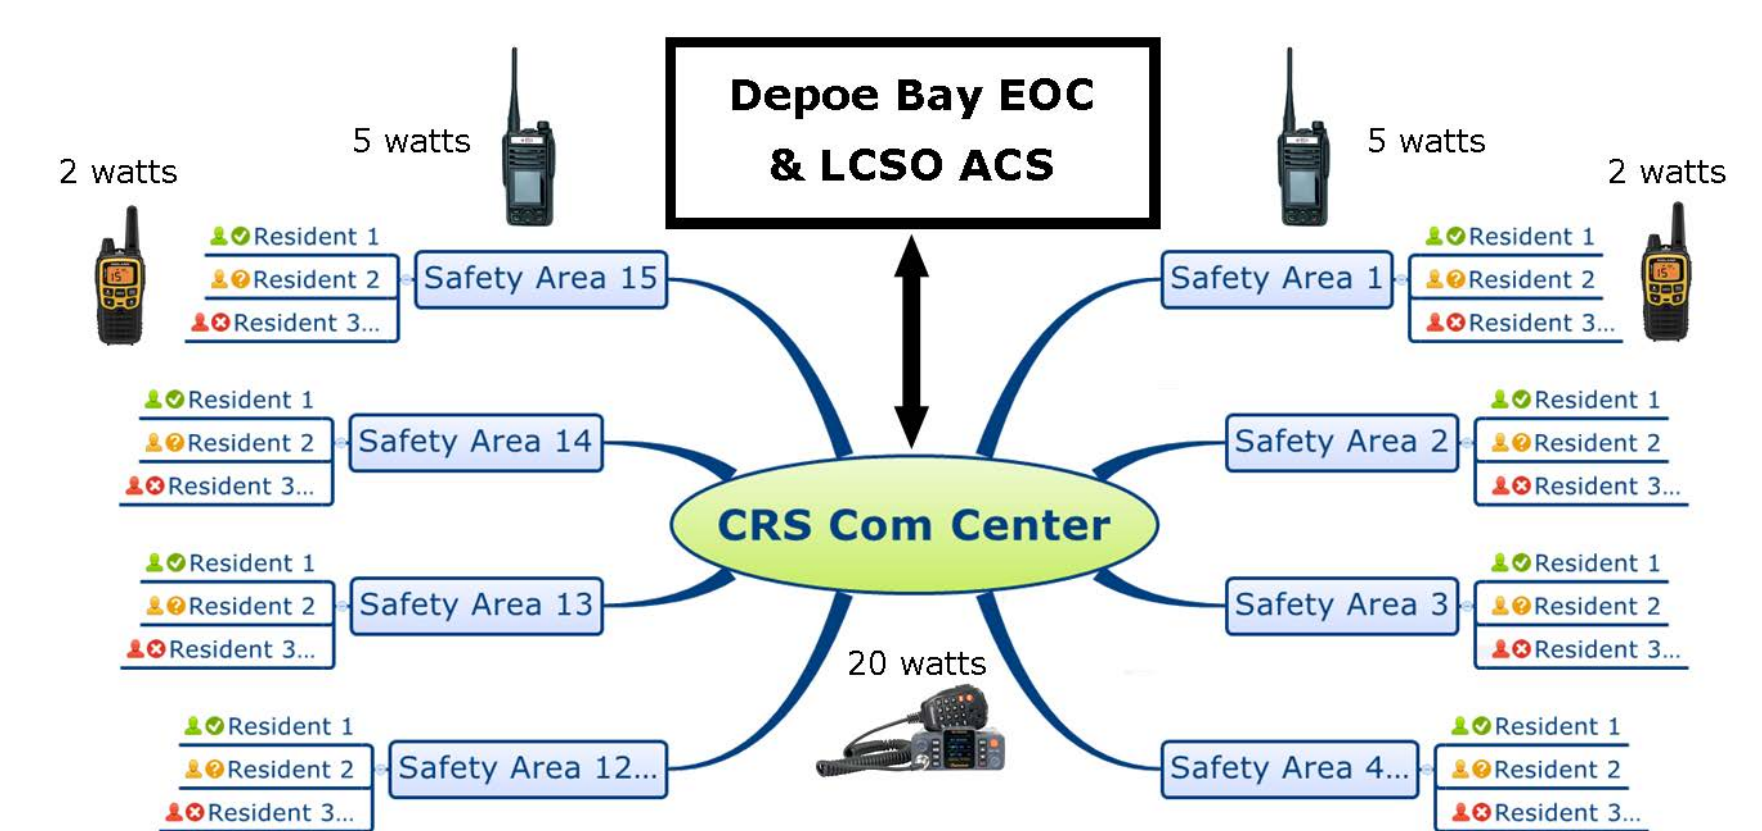 Depoe Bay EOC
& LCSO ACS
5 watts
5 watts
2 watts
2 watts
Resident 1
Resident 2
Resident 3...
Safety Area 15
15
Safety Area 1
Resident 1
Resident 2
Resident 3...
15
Resident 1
Resident 2
Resident 3...
Safety Area 14
Safety Area 2
Resident 1
Resident 2
Resident 3...
CRS Com Center
Resident 1
Resident 2
Resident 3...
Safety Area 13
Safety Area 3
Resident 1
Resident 2
Resident 3...
20 watts
Resident 1
Resident 2
Resident 3...
Safety Area 12...
Safety Area 4...
Resident 1
Resident 2
Resident 3...